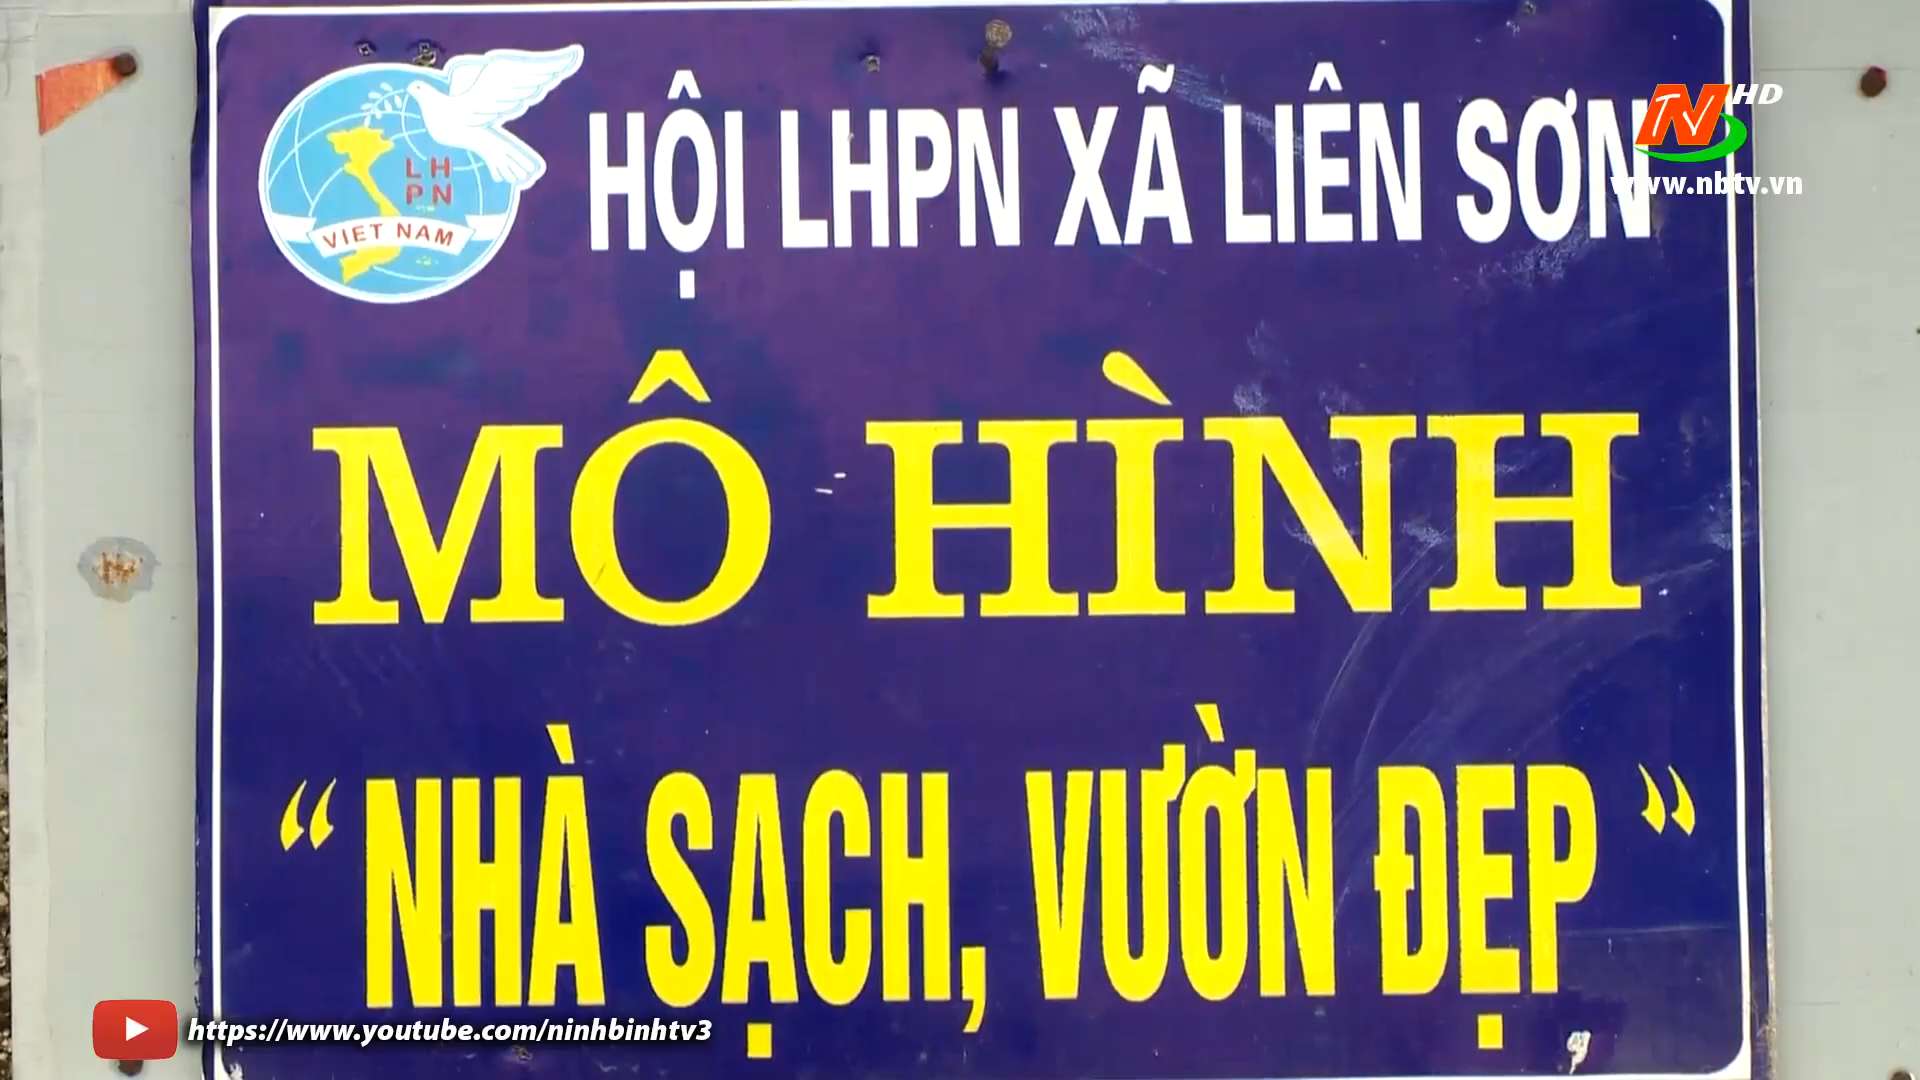 HỘI LHPN XÃ LIÊN SƠN
LH
PN
VIET NAM
MÔ HÌNH
“ NHÀ SẠCH, VƯỜN ĐẸP ”
NTV HD
www.nbtv.vn
https://www.youtube.com/ninhbinhtv3